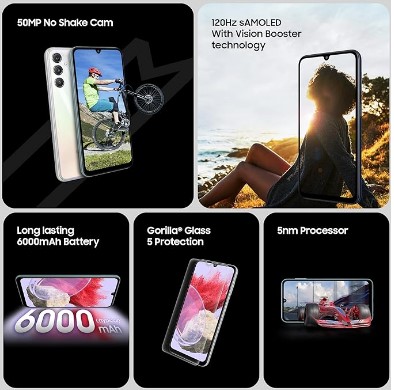 50MP No Shake Cam
120Hz sAMOLED
With Vision Booster
technology
Long lasting
6000mAh Battery
6000
mAh
Gorilla® Glass
5 Protection
5nm Processor